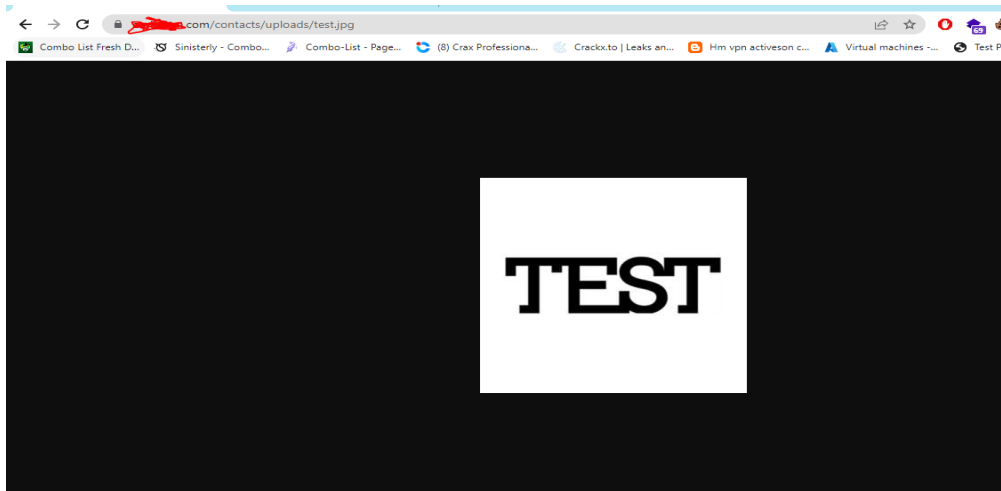 .com/contacts/uploads/test.jpg
Combo List Fresh D... Sinisterly - Combo... Combo-List - Page... (8) Crax Professiona... Crackx.to | Leaks an... Hm vpn activeson c... Virtual machines -... Test P
69
TEST